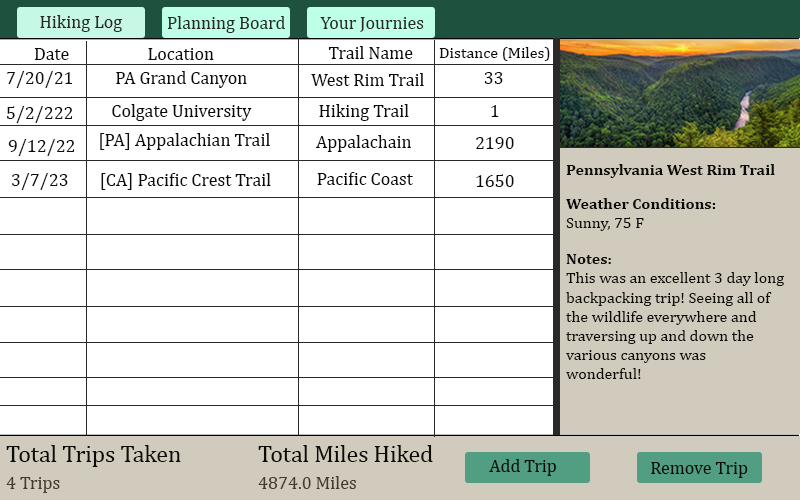 Hiking Log Planning Board Your Journies
Date Location Trail Name Distance (Miles)
7/20/21 PA Grand Canyon West Rim Trail 33
5/2/222 Colgate University Hiking Trail 1
9/12/22 [PA] Appalachian Trail Appalachain 2190
3/7/23 [CA] Pacific Crest Trail Pacific Coast 1650
Pennsylvania West Rim Trail
Weather Conditions:
Sunny, 75 F
Notes:
This was an excellent 3 day long
backpacking trip! Seeing all of
the wildlife everywhere and
traversing up and down the
various canyons was
wonderful!
Total Trips Taken Total Miles Hiked
4 Trips 4874.0 Miles
Add Trip Remove Trip